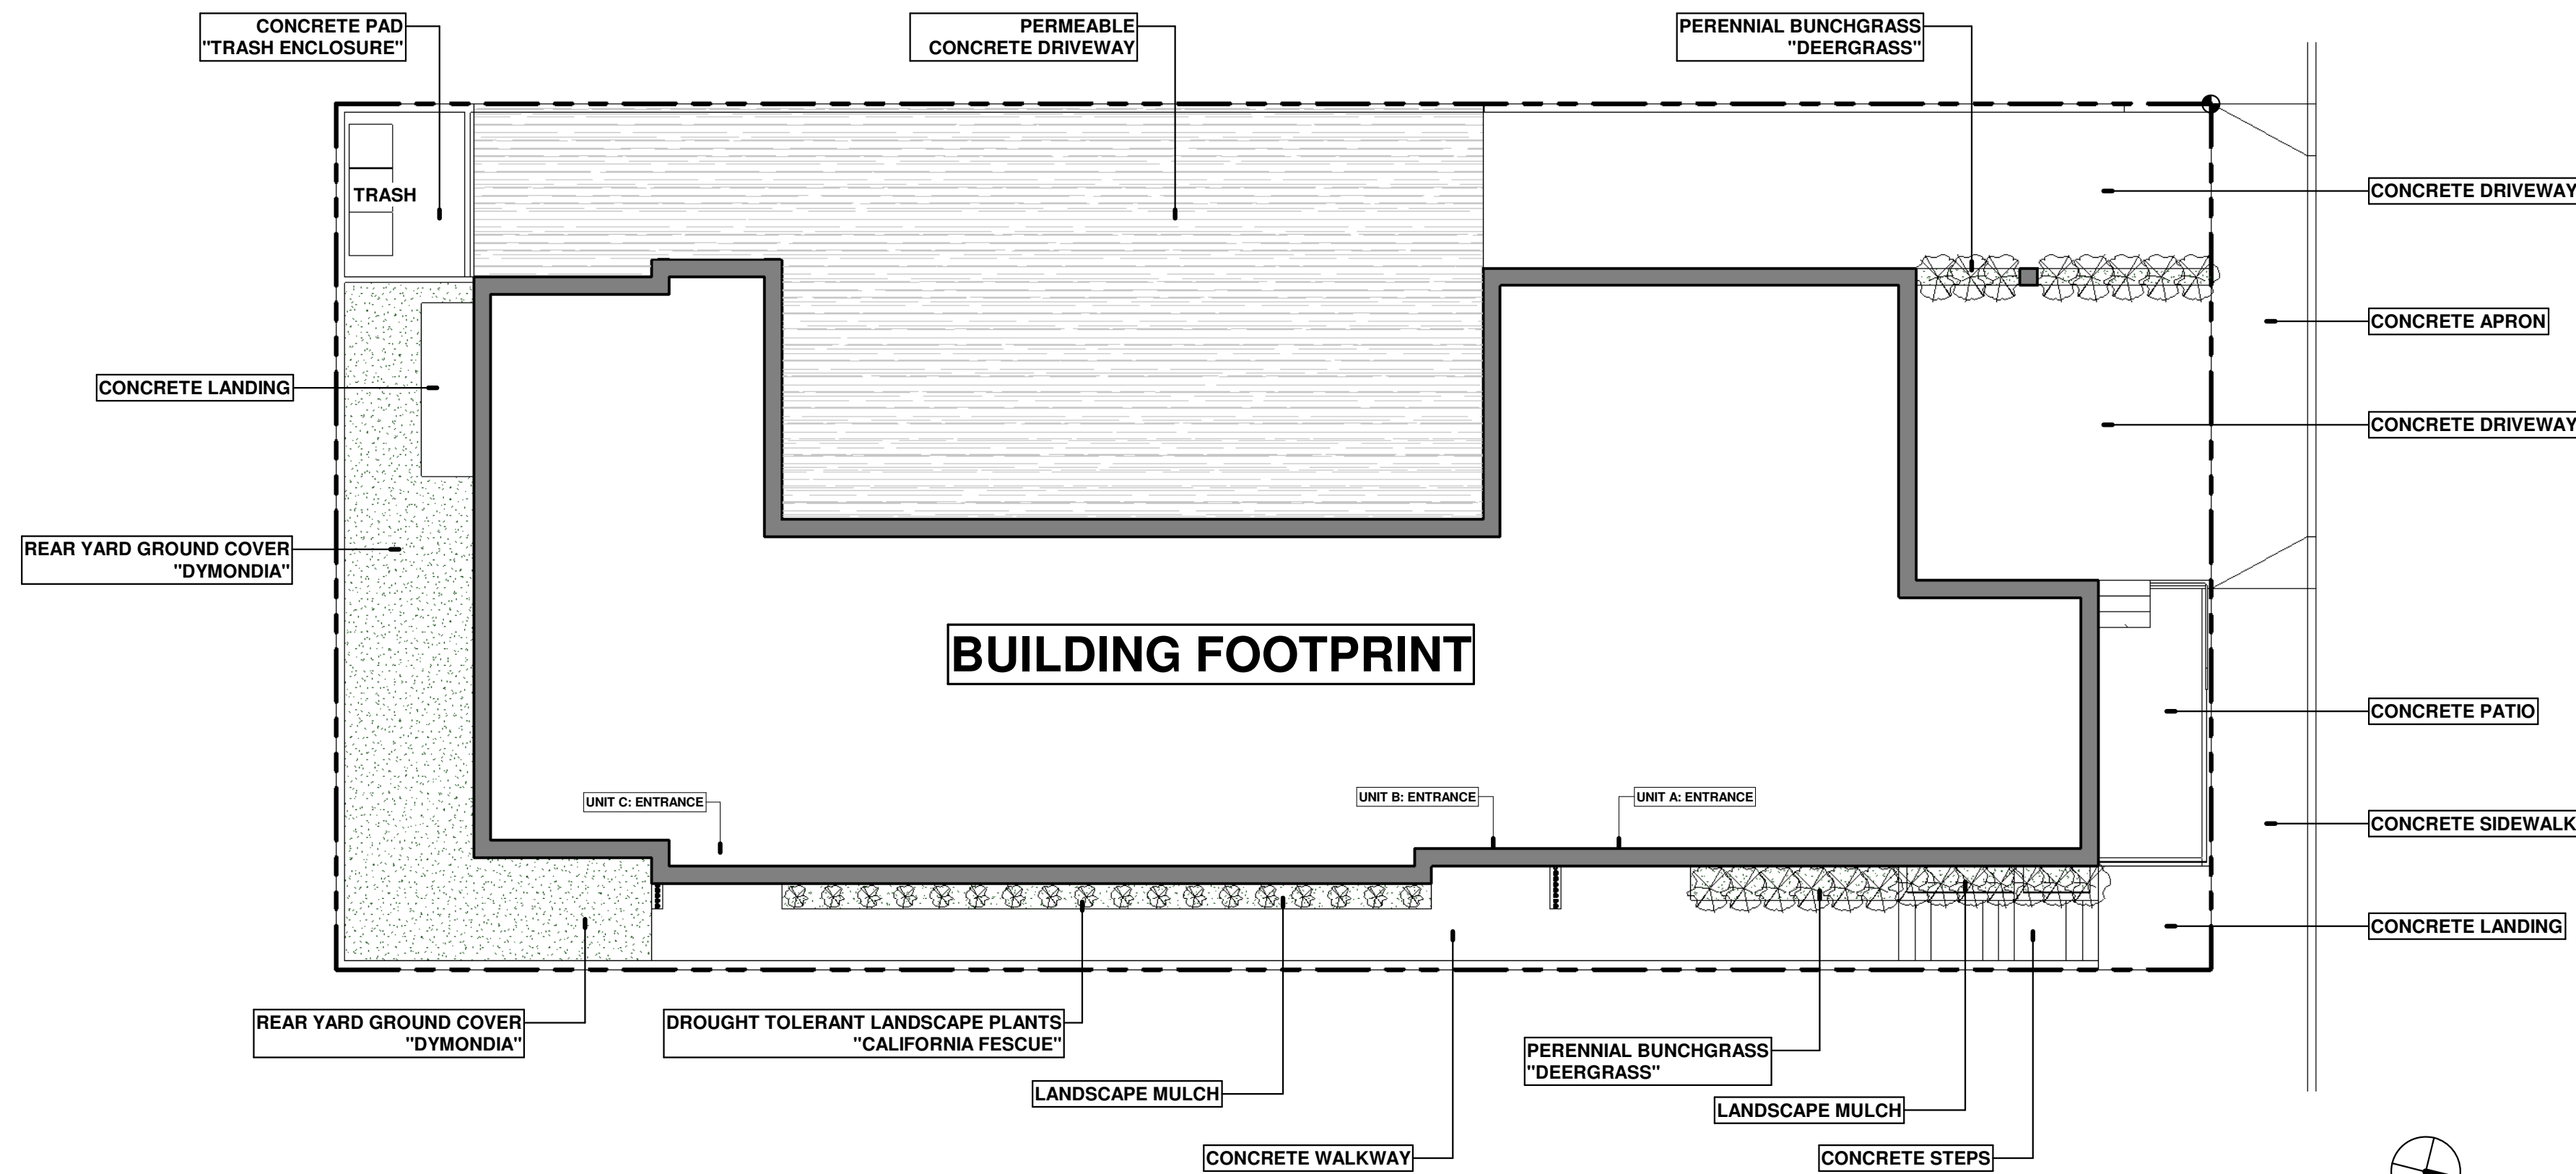 CONCRETE PAD
"TRASH ENCLOSURE"
PERMEABLE
CONCRETE DRIVEWAY
PERENNIAL BUNCHGRASS
"DEERGRASS"
TRASH
CONCRETE DRIVEWAY
CONCRETE APRON
CONCRETE LANDING
CONCRETE DRIVEWAY
REAR YARD GROUND COVER
"DYMONDIA"
BUILDING FOOTPRINT
CONCRETE PATIO
UNIT C: ENTRANCE
UNIT B: ENTRANCE
UNIT A: ENTRANCE
CONCRETE SIDEWALK
CONCRETE LANDING
REAR YARD GROUND COVER
"DYMONDIA"
DROUGHT TOLERANT LANDSCAPE PLANTS
"CALIFORNIA FESCUE"
PERENNIAL BUNCHGRASS
"DEERGRASS"
LANDSCAPE MULCH
LANDSCAPE MULCH
CONCRETE WALKWAY
CONCRETE STEPS